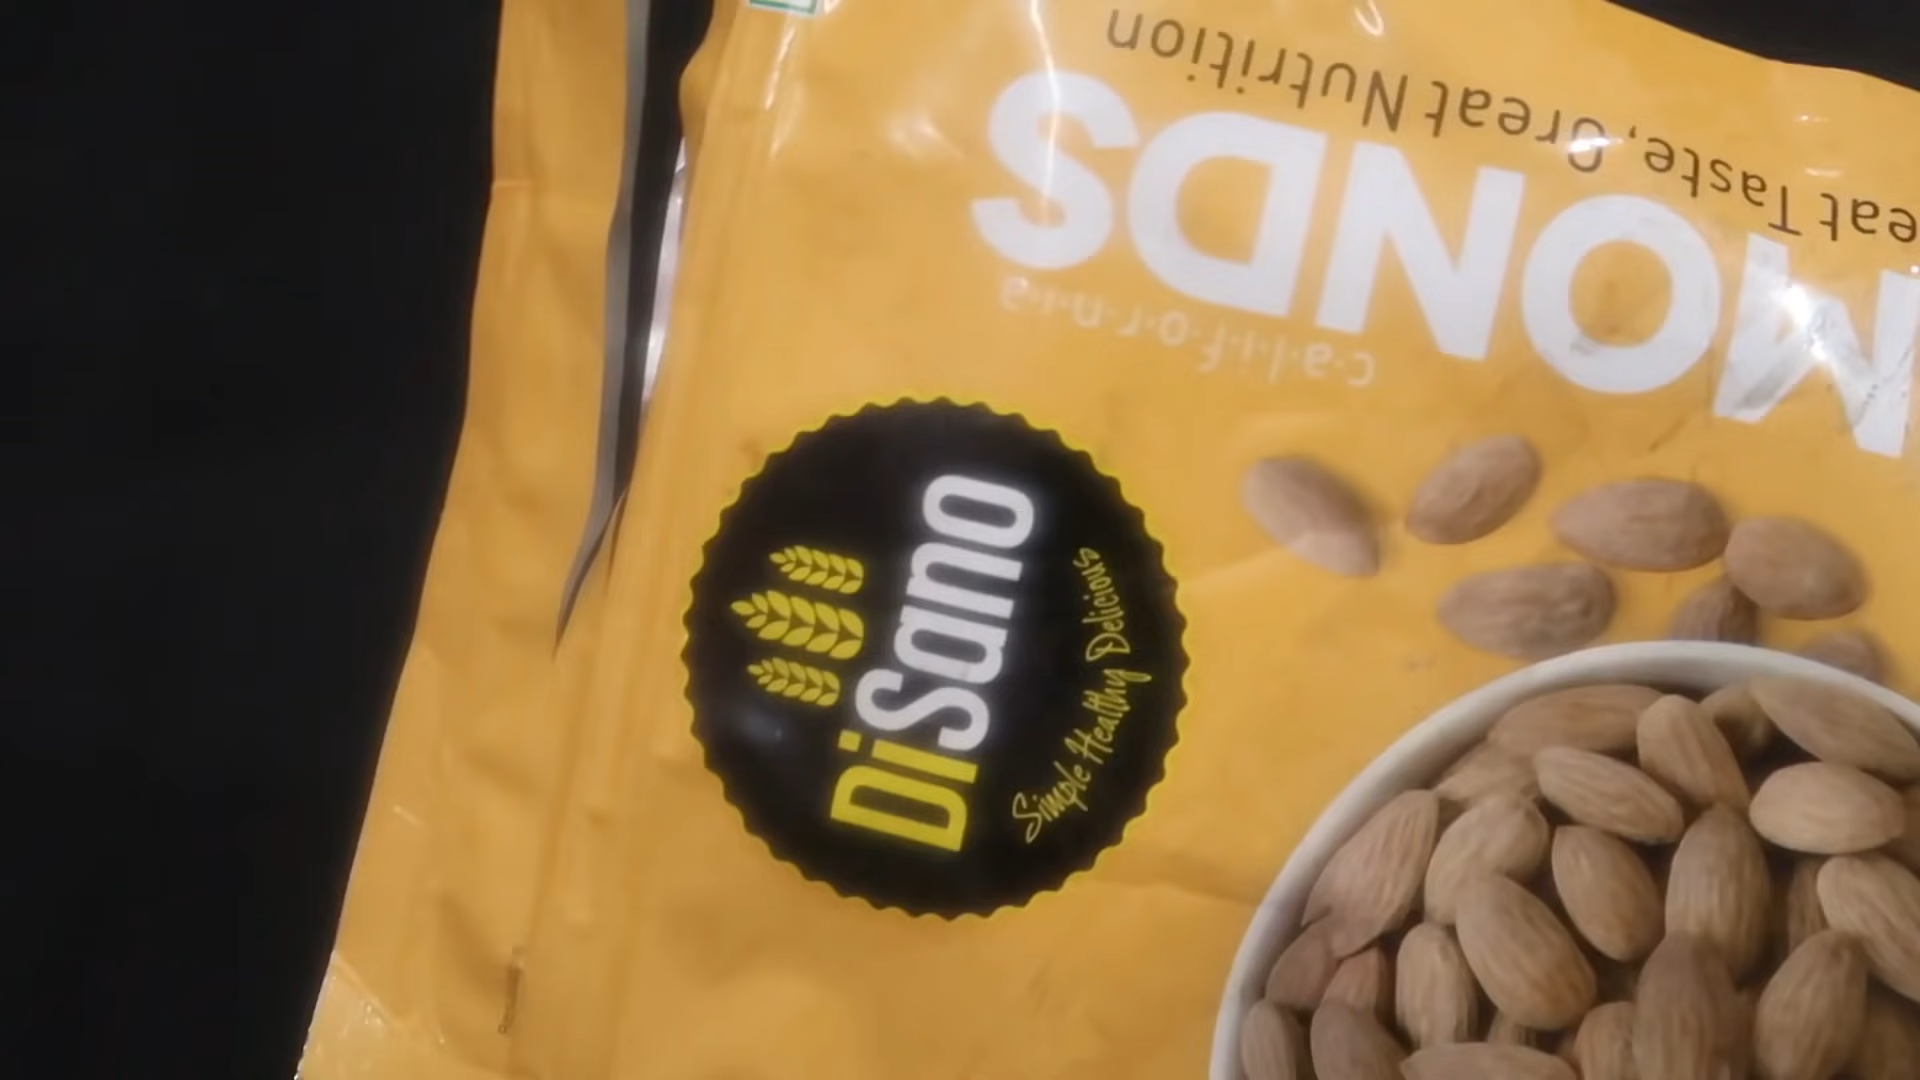 DiSano
Simple Healthy Delicious
c·a·l·i·f·o·r·n·i·a
MONDS
eat Taste, Great Nutrition